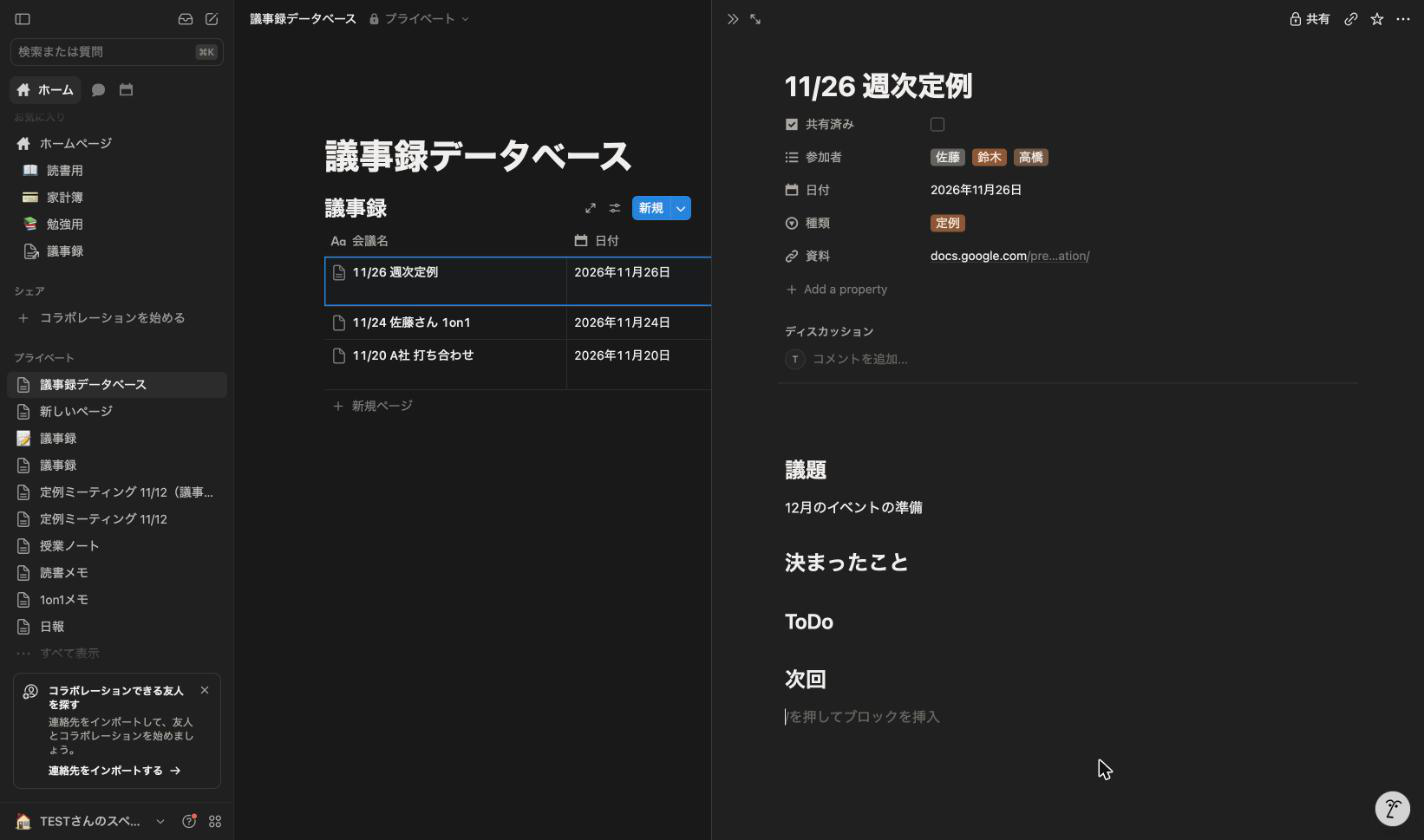 検索または質問
⌘K
ホーム
お気に入り
ホームページ
読書用
家計簿
勉強用
議事録
シェア
コラボレーションを始める
プライベート
議事録データベース
新しいページ
議事録
議事録
定例ミーティング 11/12（議事...
定例ミーティング 11/12
授業ノート
読書メモ
1on1メモ
日報
すべて表示
コラボレーションできる友人
を探す
連絡先をインポートして、友人
とコラボレーションを始めまし
ょう。
連絡先をインポートする →
TESTさんのスペ...
議事録データベース プライベート
議事録データベース
議事録
新規
Aa 会議名 日付
11/26 週次定例 2026年11月26日
11/24 佐藤さん 1on1 2026年11月24日
11/20 A社 打ち合わせ 2026年11月20日
+ 新規ページ
共有
11/26 週次定例
共有済み
参加者 佐藤 鈴木 高橋
日付 2026年11月26日
種類 定例
資料 docs.google.com/pre...ation/
+ Add a property
ディスカッション
T コメントを追加...
議題
12月のイベントの準備
決まったこと
ToDo
次回
/を押してブロックを挿入